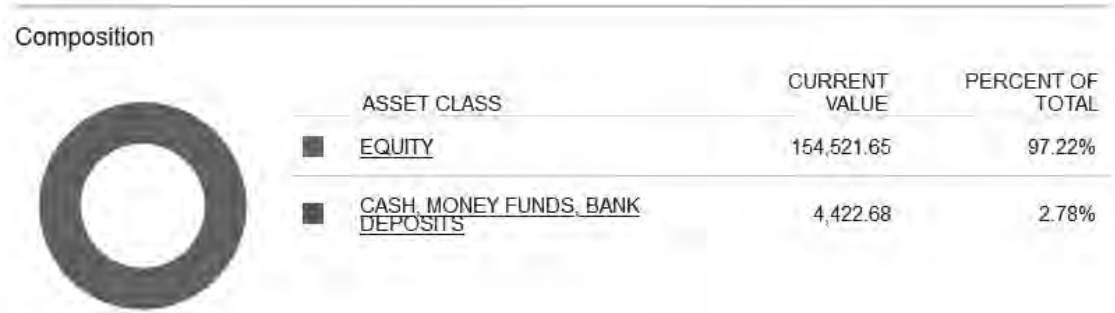 Composition
ASSET CLASS CURRENT VALUE PERCENT OF TOTAL
EQUITY 154,521.65 97.22%
CASH, MONEY FUNDS, BANK DEPOSITS 4,422.68 2.78%